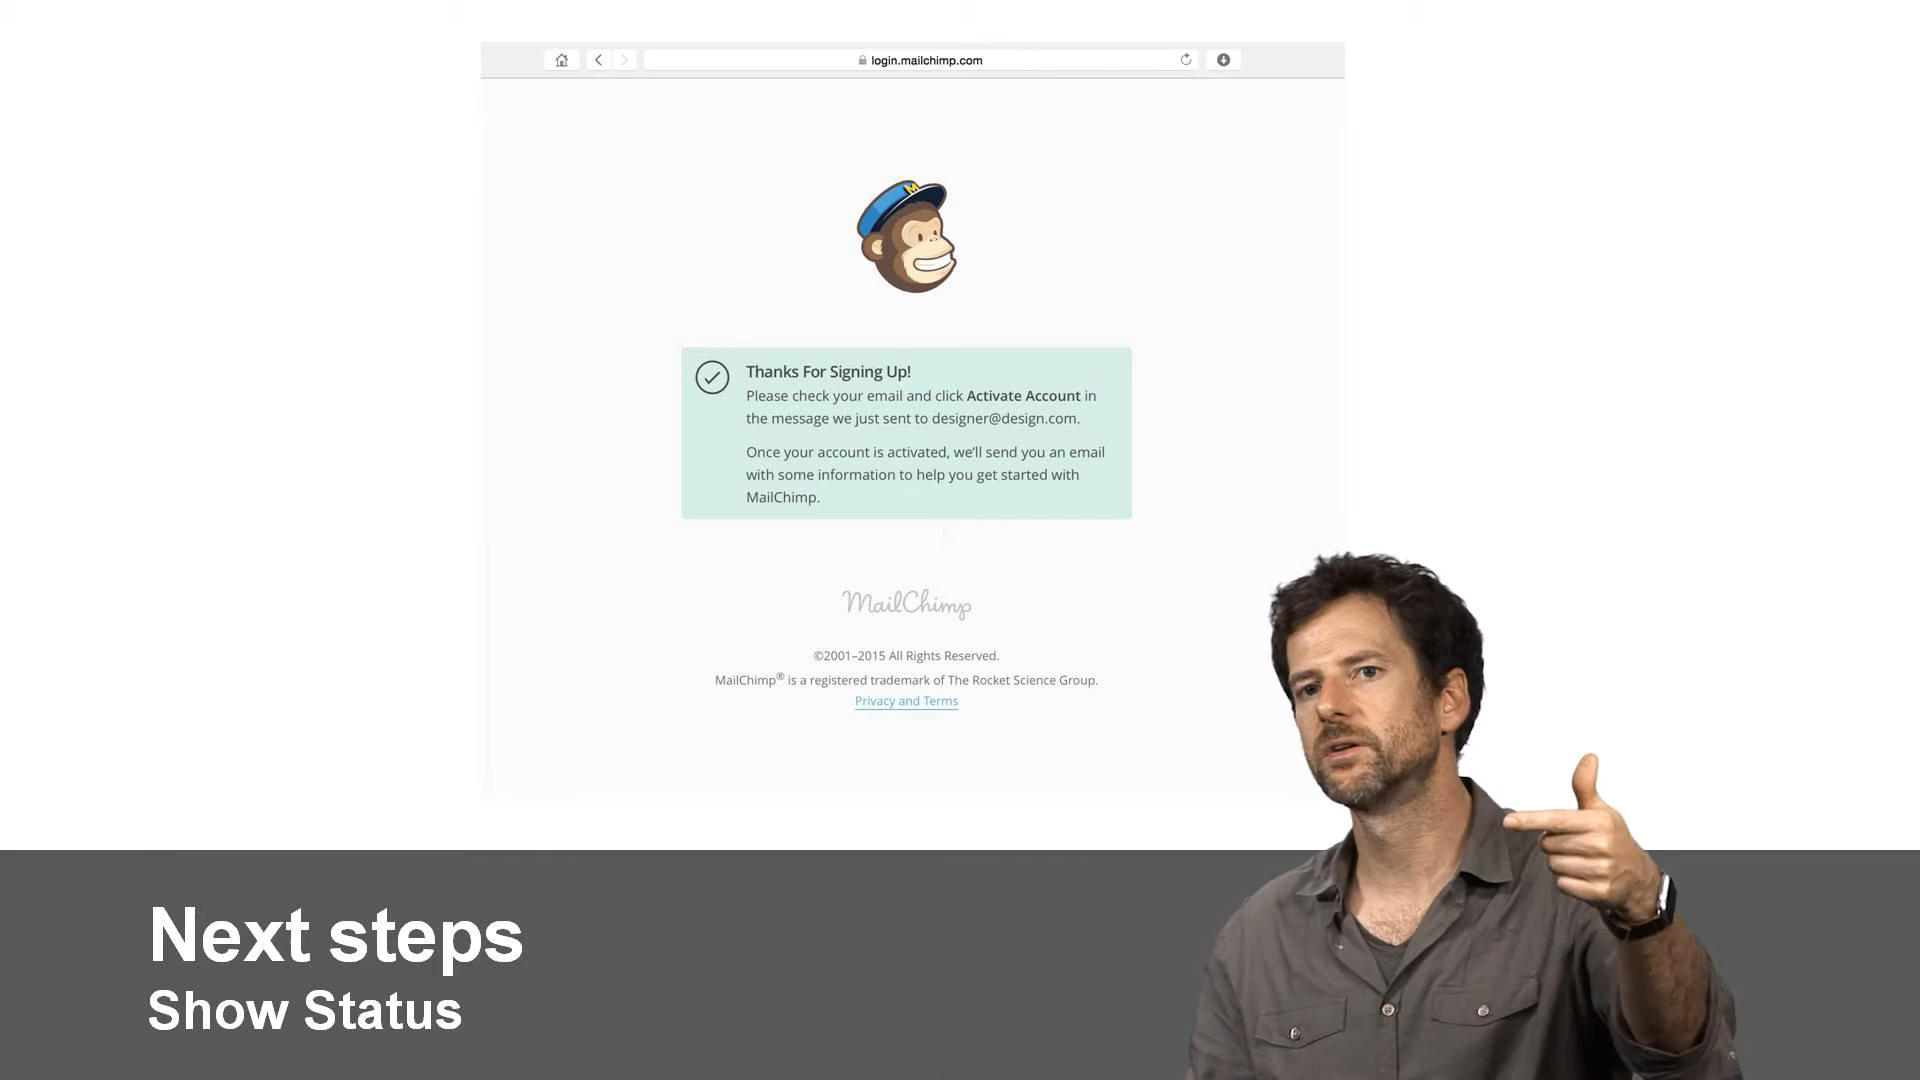 login.mailchimp.com
M
Thanks For Signing Up!
Please check your email and click Activate Account in
the message we just sent to designer@design.com.
Once your account is activated, we'll send you an email
with some information to help you get started with
MailChimp.
MailChimp
©2001–2015 All Rights Reserved.
MailChimp® is a registered trademark of The Rocket Science Group.
Privacy and Terms
Next steps
Show Status